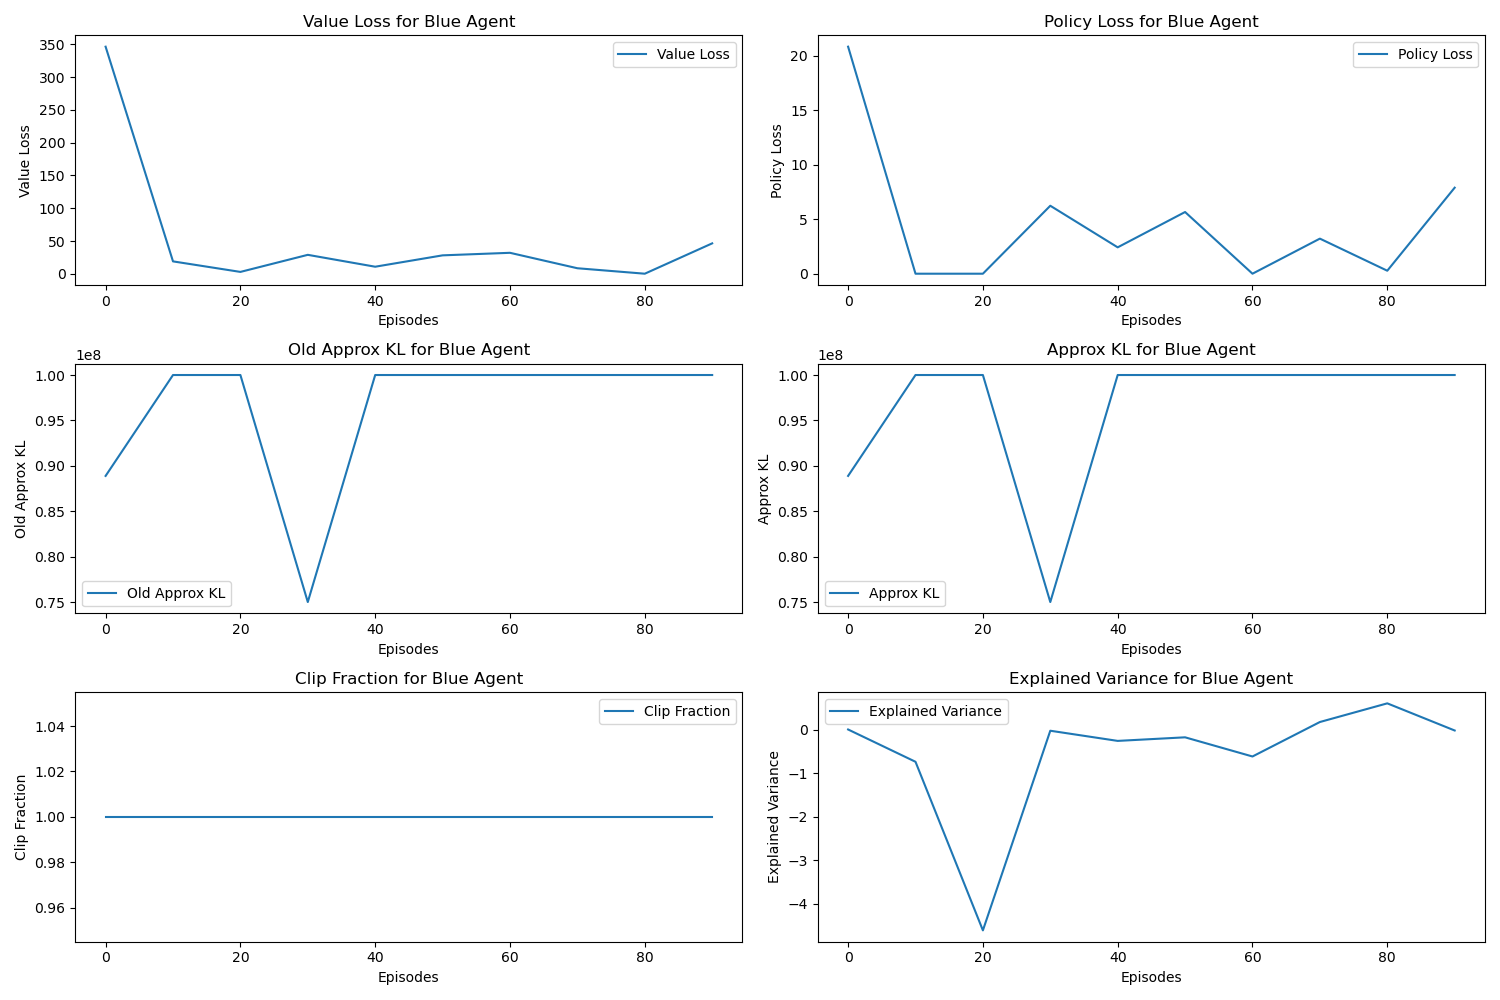 Value Loss for Blue Agent
Value Loss
350
300
250
200
150
100
50
0
Value Loss
0 20 40 60 80
Episodes
Policy Loss for Blue Agent
Policy Loss
20
15
10
5
0
Policy Loss
0 20 40 60 80
Episodes
Old Approx KL for Blue Agent
1e8
1.00
0.95
0.90
0.85
0.80
0.75
Old Approx KL
Old Approx KL
0 20 40 60 80
Episodes
Approx KL for Blue Agent
1e8
1.00
0.95
0.90
0.85
0.80
0.75
Approx KL
Approx KL
0 20 40 60 80
Episodes
Clip Fraction for Blue Agent
Clip Fraction
1.04
1.02
1.00
0.98
0.96
Clip Fraction
0 20 40 60 80
Episodes
Explained Variance for Blue Agent
Explained Variance
0
−1
−2
−3
−4
Explained Variance
0 20 40 60 80
Episodes